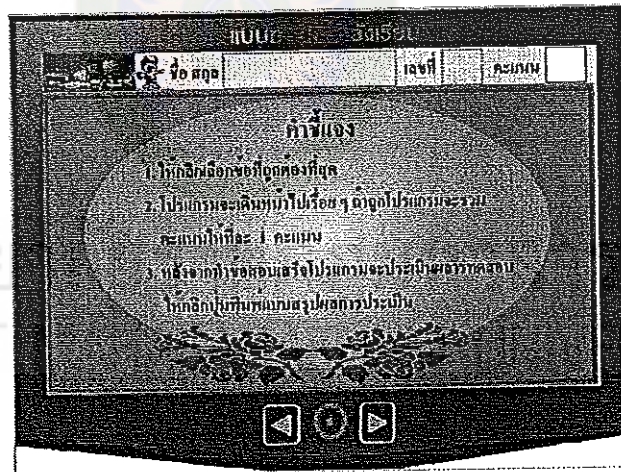 ชื่อ สกุล เลขที่ คะแนน
คำชี้แจง
1. ให้คลิกเลือกข้อที่ถูกต้องที่สุด
2. โปรแกรมจะเดินหน้าไปเรื่อย ๆ ถ้าถูกโปรแกรมจะรวม
คะแนนให้ทีละ 1 คะแนน
3. หลังจากทำข้อสอบเสร็จโปรแกรมจะประเมินผลการทดสอบ
ให้คลิกปุ่มพิมพ์แบบสรุปผลการประเมิน